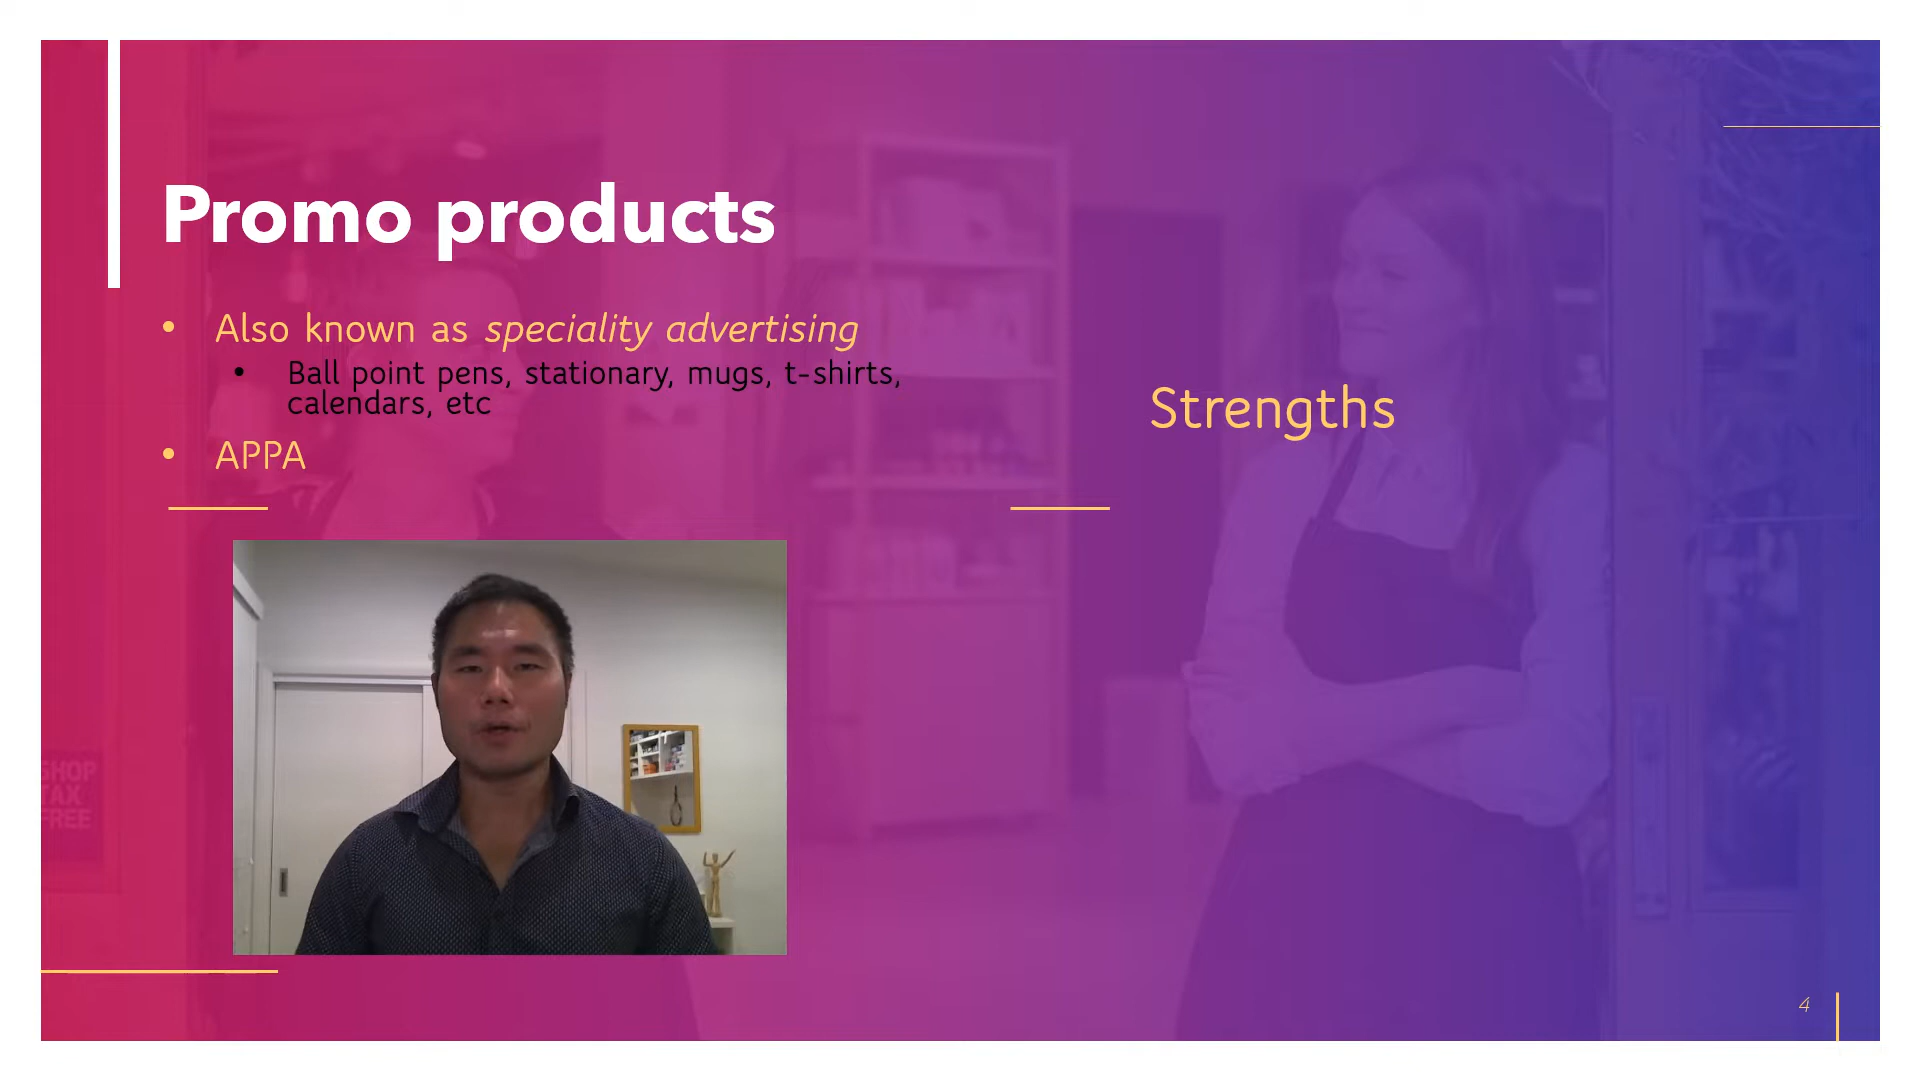 Promo products
• Also known as speciality advertising
• Ball point pens, stationary, mugs, t-shirts,
calendars, etc
• APPA
Strengths
SHOP
TAX
FREE
4